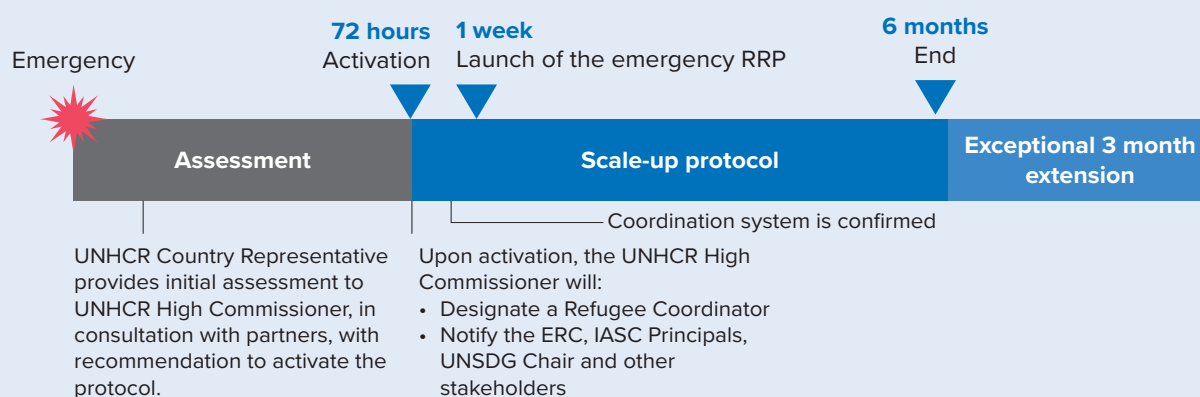 72 hours
1 week
6 months
Emergency
Activation
Launch of the emergency RRP
End
Assessment
Scale-up protocol
Exceptional 3 month
extension
Coordination system is confirmed
UNHCR Country Representative
provides initial assessment to
UNHCR High Commissioner, in
consultation with partners, with
recommendation to activate the
protocol.
Upon activation, the UNHCR High
Commissioner will:
• Designate a Refugee Coordinator
• Notify the ERC, IASC Principals,
UNSDG Chair and other
stakeholders